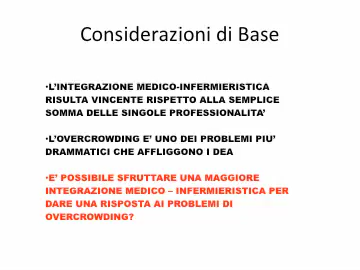 Considerazioni di Base
•L'INTEGRAZIONE MEDICO-INFERMIERISTICA
RISULTA VINCENTE RISPETTO ALLA SEMPLICE
SOMMA DELLE SINGOLE PROFESSIONALITA'
•L'OVERCROWDING E' UNO DEI PROBLEMI PIU'
DRAMMATICI CHE AFFLIGGONO I DEA
•E' POSSIBILE SFRUTTARE UNA MAGGIORE
INTEGRAZIONE MEDICO – INFERMIERISTICA PER
DARE UNA RISPOSTA AI PROBLEMI DI
OVERCROWDING?